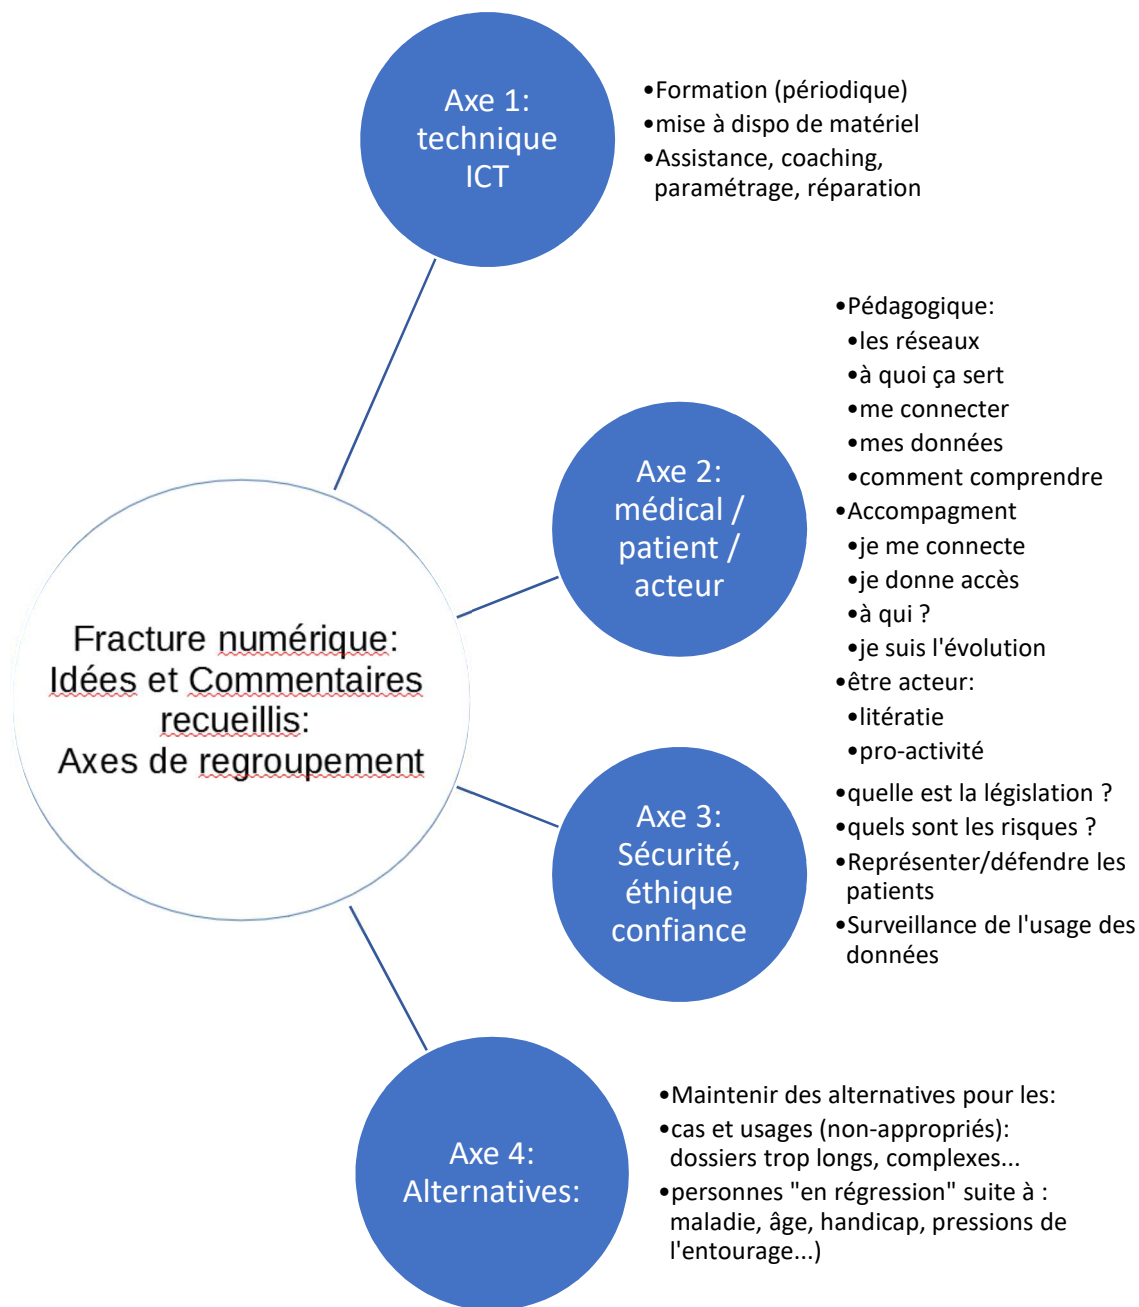 Axe 1:
technique
ICT
•Formation (périodique)
•mise à dispo de matériel
•Assistance, coaching,
paramétrage, réparation
Fracture numérique:
Idées et Commentaires
recueillis:
Axes de regroupement
Axe 2:
médical /
patient /
acteur
•Pédagogique:
•les réseaux
•à quoi ça sert
•me connecter
•mes données
•comment comprendre
•Accompagment
•je me connecte
•je donne accès
•à qui ?
•je suis l'évolution
•être acteur:
•litératie
•pro-activité
Axe 3:
Sécurité,
éthique
confiance
•quelle est la législation ?
•quels sont les risques ?
•Représenter/défendre les
patients
•Surveillance de l'usage des
données
Axe 4:
Alternatives:
•Maintenir des alternatives pour les:
•cas et usages (non-appropriés):
dossiers trop longs, complexes...
•personnes "en régression" suite à :
maladie, âge, handicap, pressions de
l'entourage...)